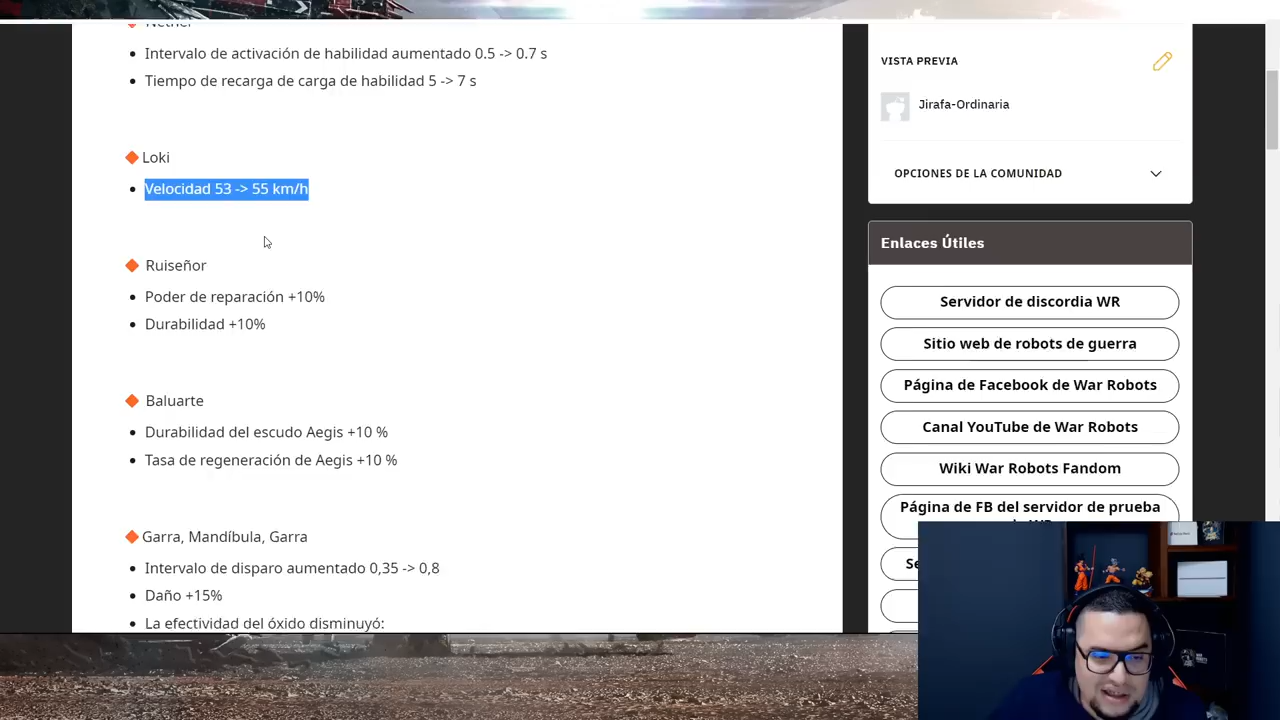 Nether
Intervalo de activación de habilidad aumentado 0.5 -> 0.7 s
Tiempo de recarga de carga de habilidad 5 -> 7 s
Loki
Velocidad 53 -> 55 km/h
Ruiseñor
Poder de reparación +10%
Durabilidad +10%
Baluarte
Durabilidad del escudo Aegis +10 %
Tasa de regeneración de Aegis +10 %
Garra, Mandíbula, Garra
Intervalo de disparo aumentado 0,35 -> 0,8
Daño +15%
La efectividad del óxido disminuyó:
VISTA PREVIA
Jirafa-Ordinaria
OPCIONES DE LA COMUNIDAD
Enlaces Útiles
Servidor de discordia WR
Sitio web de robots de guerra
Página de Facebook de War Robots
Canal YouTube de War Robots
Wiki War Robots Fandom
Página de FB del servidor de prueba